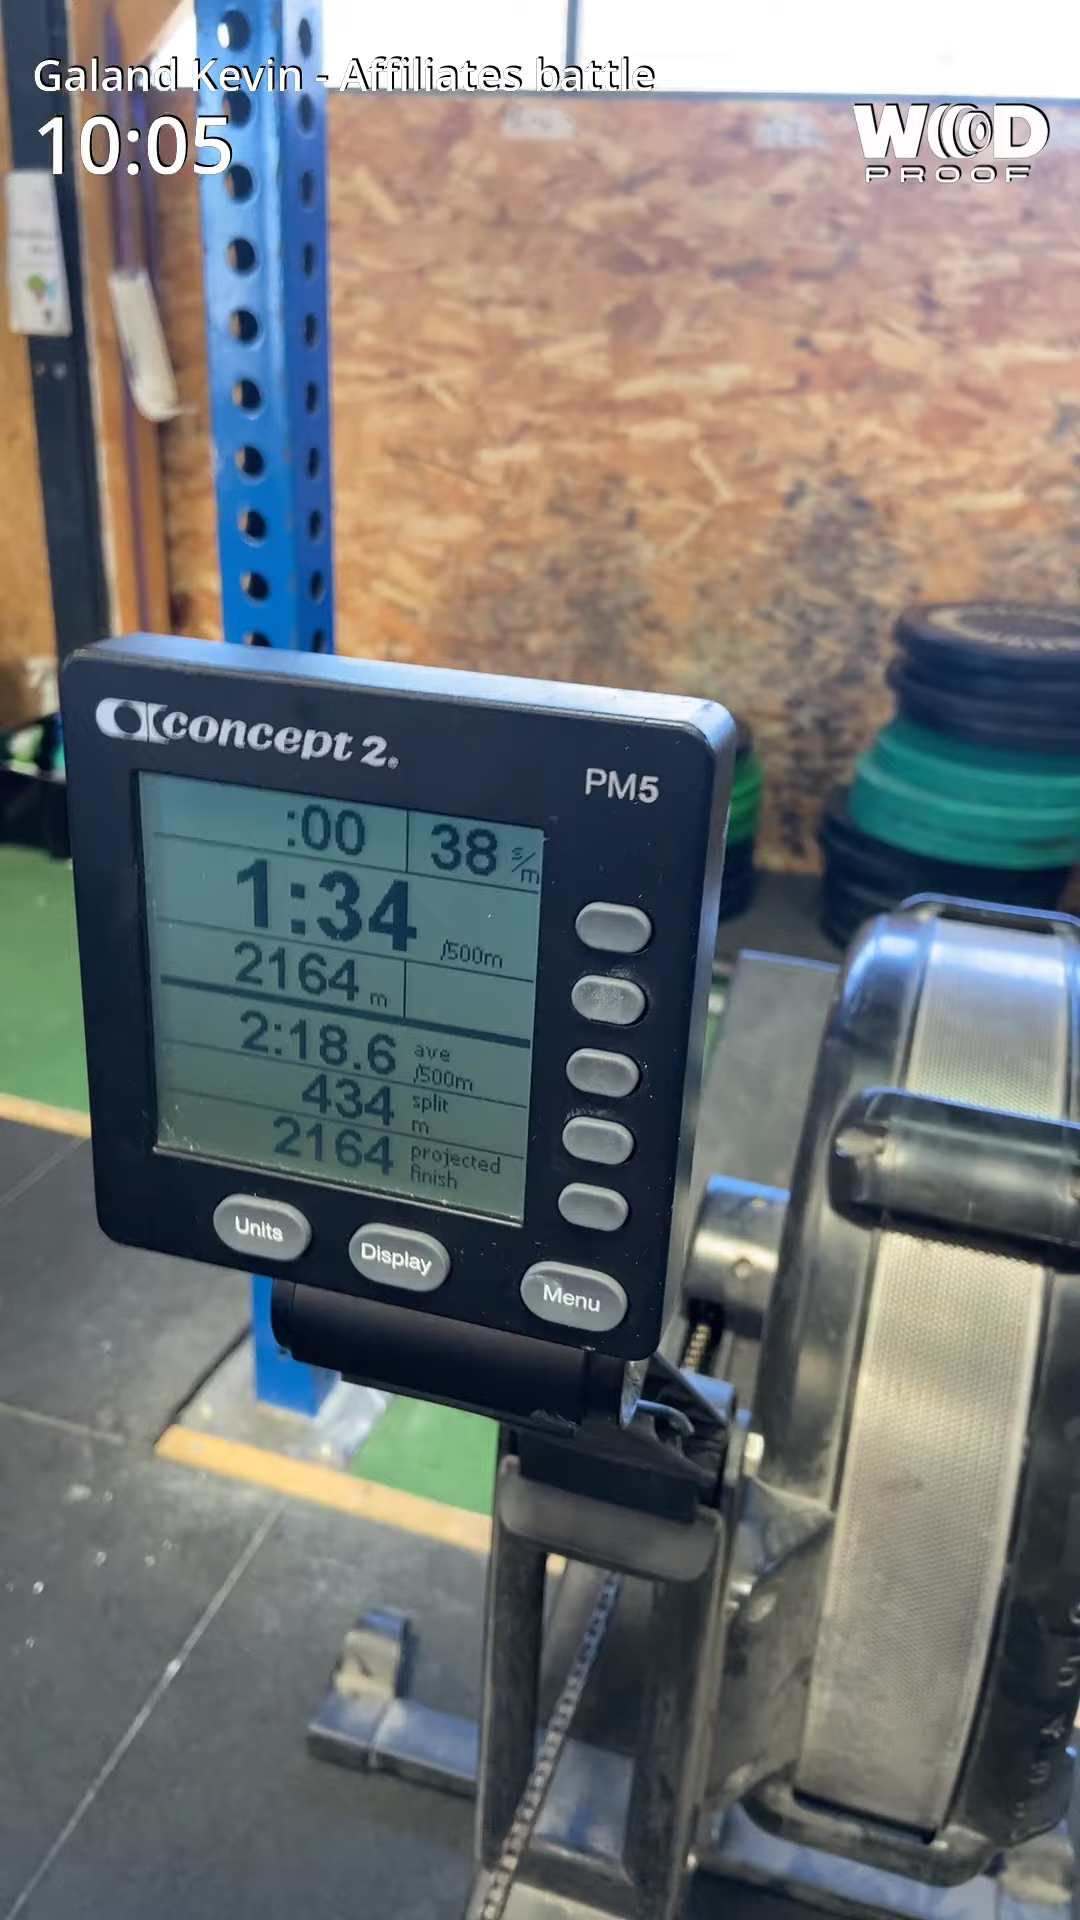 Galand Kevin - Affiliates battle
10:05
WOD
PROOF
concept 2
PM5
:00
38 s/m
1:34 /500m
2164 m
2:18.6 ave /500m
434 split m
2164 projected finish
Units
Display
Menu